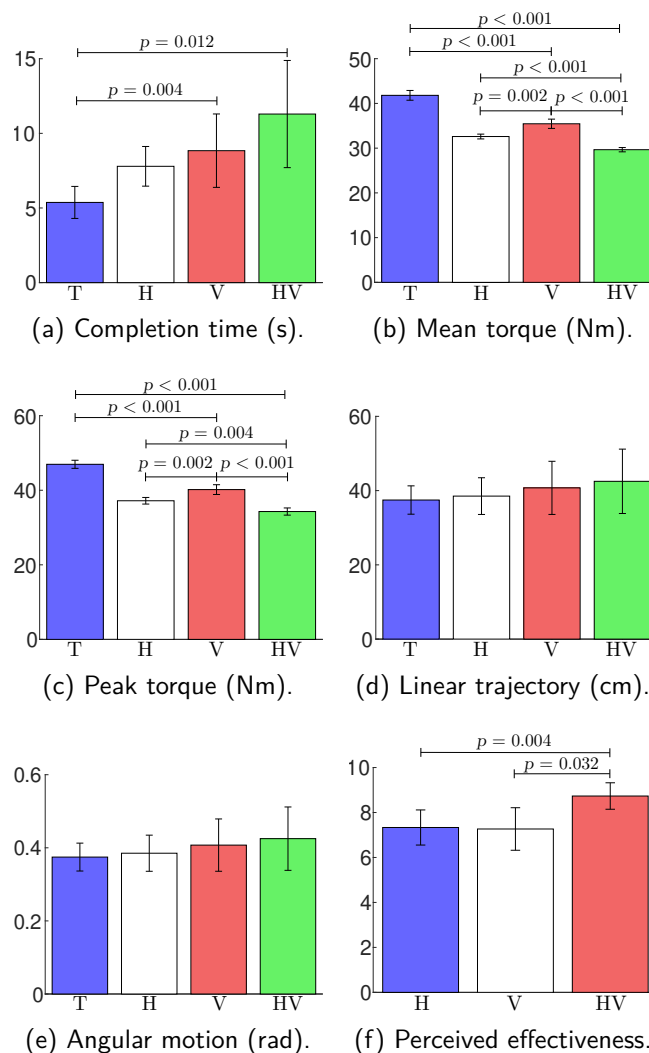 p = 0.012
p = 0.004
15
10
5
0
T H V HV
(a) Completion time (s).
p < 0.001
p < 0.001
p < 0.001
p = 0.002 p < 0.001
50
40
30
20
10
0
T H V HV
(b) Mean torque (Nm).
p < 0.001
p < 0.001
p = 0.004
p = 0.002 p < 0.001
60
40
20
0
T H V HV
(c) Peak torque (Nm).
60
40
20
0
T H V HV
(d) Linear trajectory (cm).
0.6
0.4
0.2
0
T H V HV
(e) Angular motion (rad).
p = 0.004
p = 0.032
10
8
6
4
2
0
H V HV
(f) Perceived effectiveness.